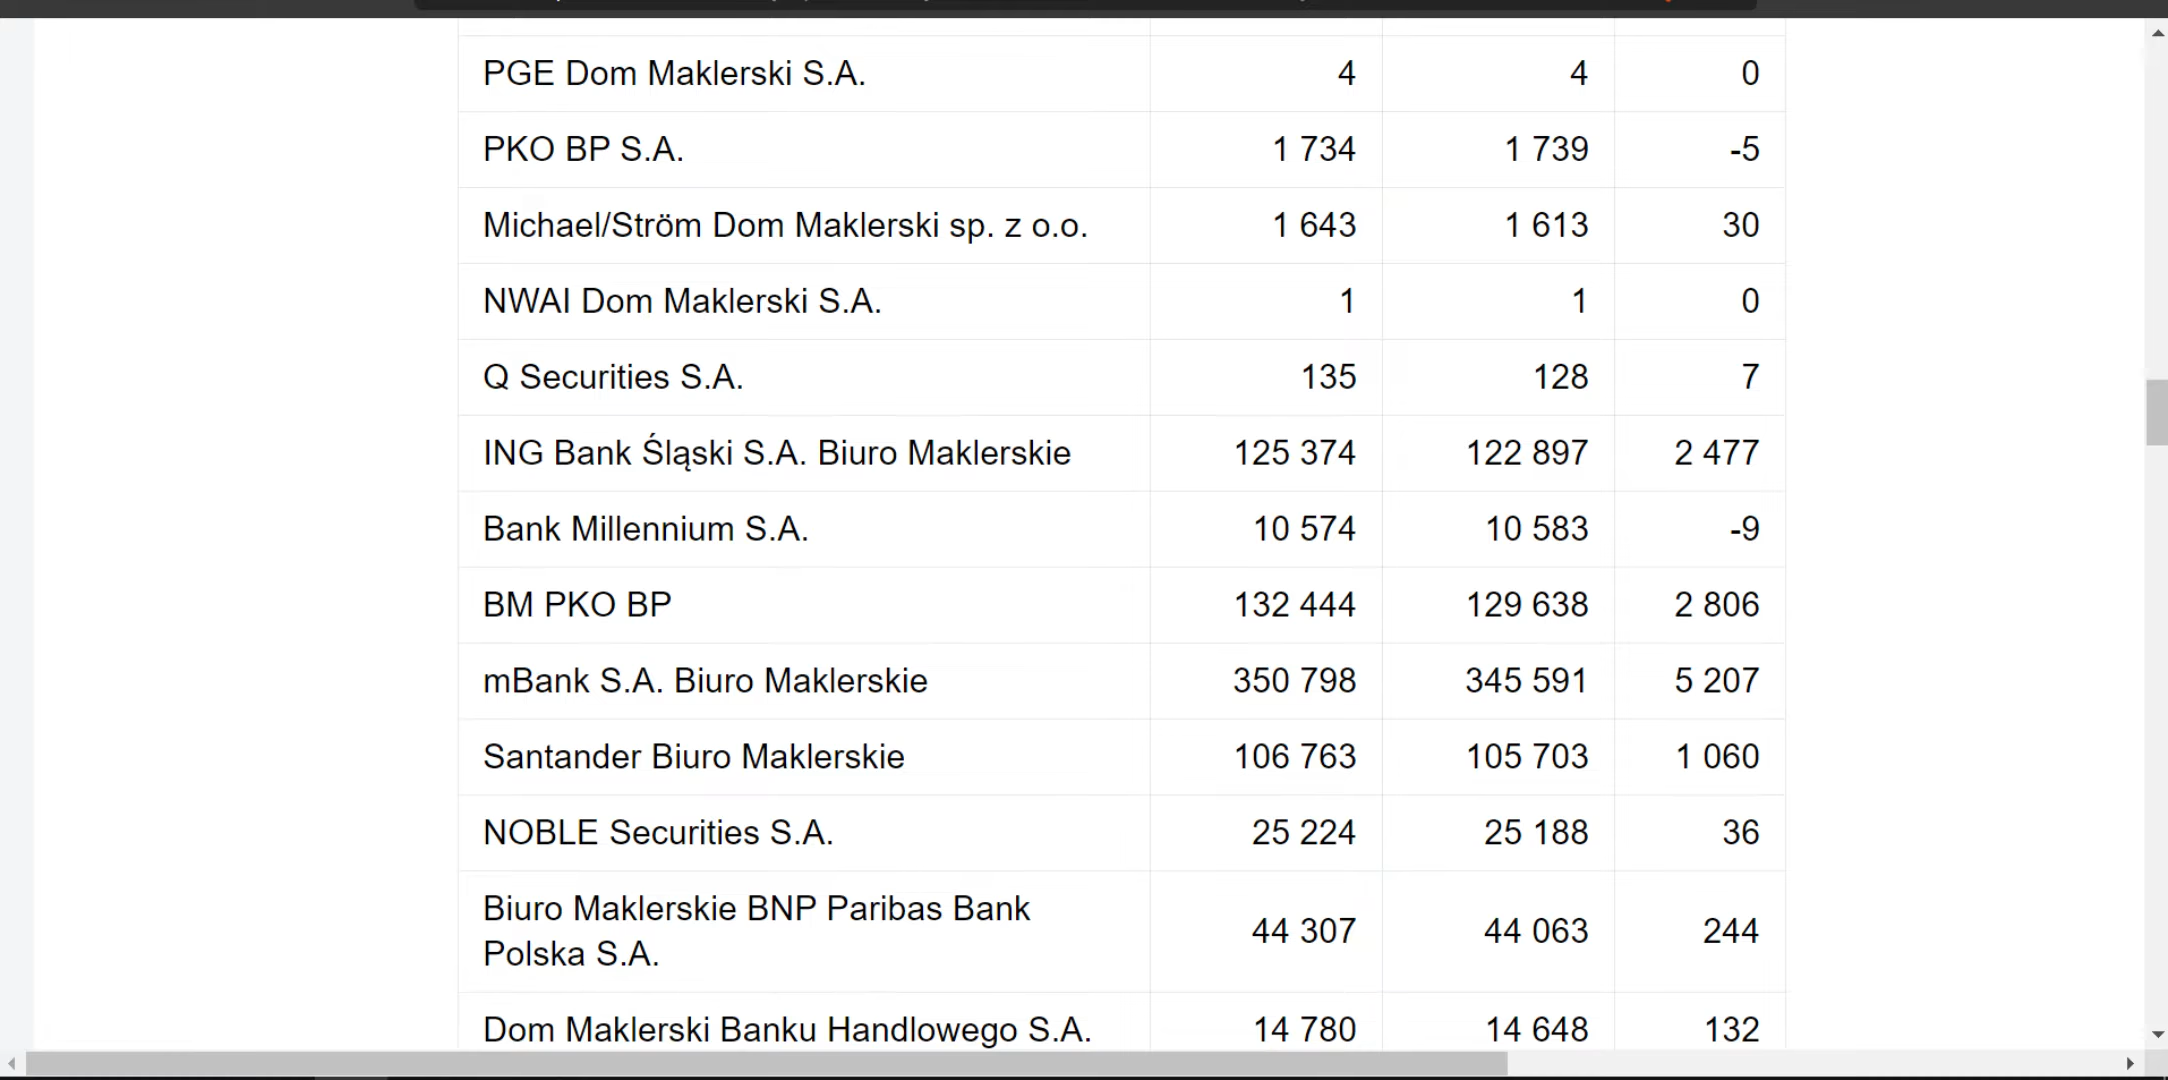 PGE Dom Maklerski S.A. 4 4 0
PKO BP S.A. 1 734 1 739 -5
Michael/Ström Dom Maklerski sp. z o.o. 1 643 1 613 30
NWAI Dom Maklerski S.A. 1 1 0
Q Securities S.A. 135 128 7
ING Bank Śląski S.A. Biuro Maklerskie 125 374 122 897 2 477
Bank Millennium S.A. 10 574 10 583 -9
BM PKO BP 132 444 129 638 2 806
mBank S.A. Biuro Maklerskie 350 798 345 591 5 207
Santander Biuro Maklerskie 106 763 105 703 1 060
NOBLE Securities S.A. 25 224 25 188 36
Biuro Maklerskie BNP Paribas Bank
Polska S.A. 44 307 44 063 244
Dom Maklerski Banku Handlowego S.A. 14 780 14 648 132